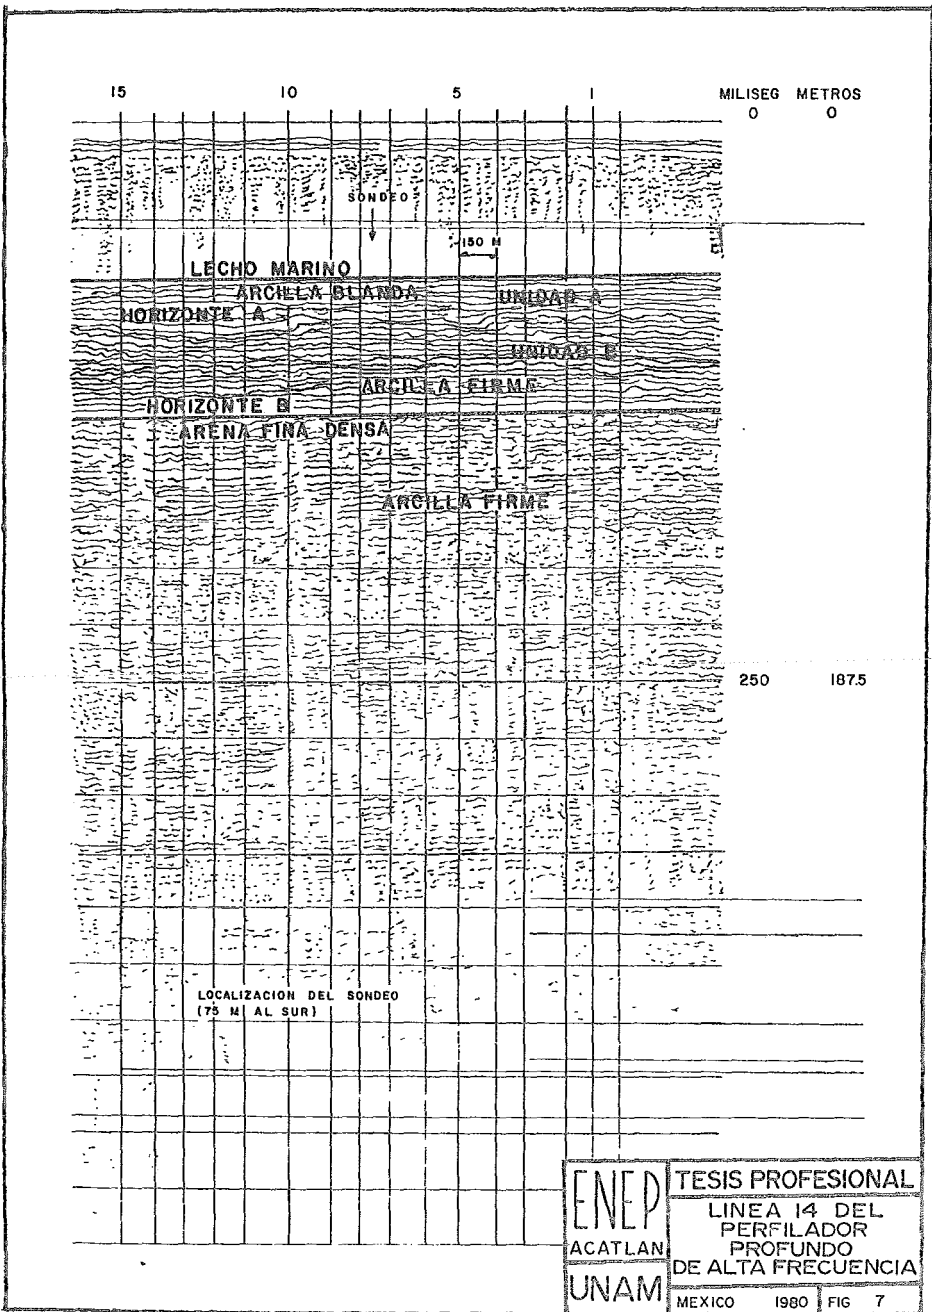 15 10 5 1 MILISEG METROS
0 0
SONDEO
150 M
LECHO MARINO
ARCILLA BLANDA UNIDAD A
HORIZONTE A
UNIDAD B
ARCILLA FIRME
HORIZONTE B
ARENA FINA DENSA
ARCILLA FIRME
250 187.5
LOCALIZACION DEL SONDEO
(75 M AL SUR)
ENEP
ACATLAN
UNAM
TESIS PROFESIONAL
LINEA 14 DEL
PERFILADOR
PROFUNDO
DE ALTA FRECUENCIA
MEXICO 1980 FIG 7